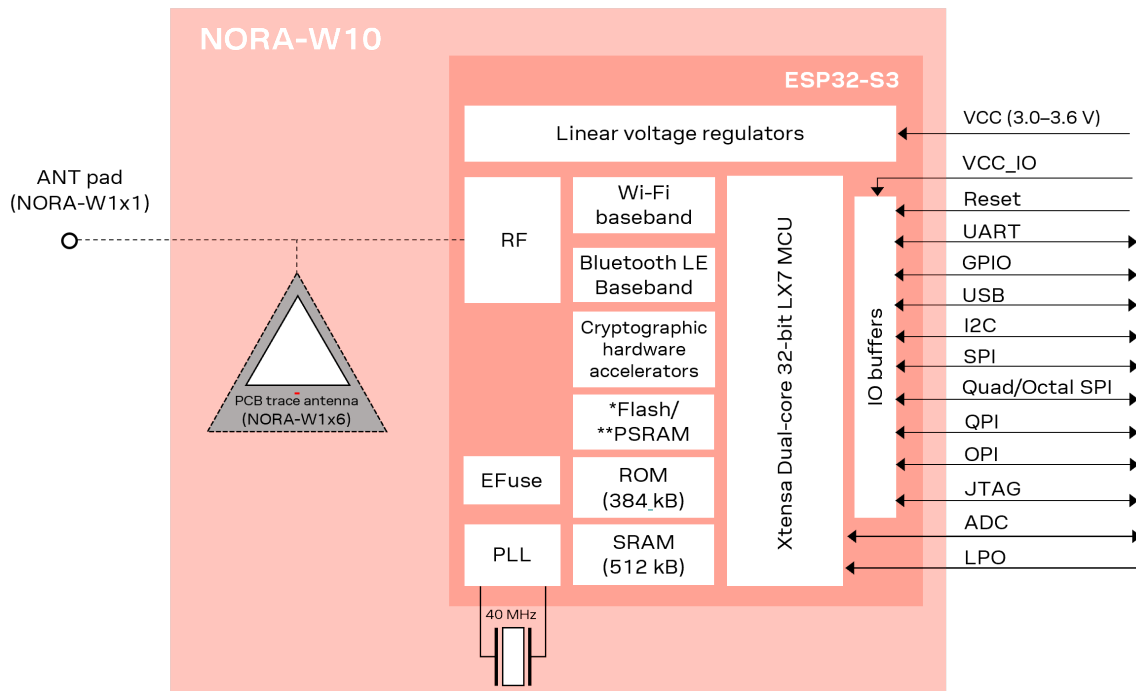 NORA-W10
ESP32-S3
Linear voltage regulators
VCC (3.0–3.6 V)
VCC_IO
ANT pad
(NORA-W1x1)
RF
Wi-Fi
baseband
Bluetooth LE
Baseband
Cryptographic
hardware
accelerators
*Flash/
**PSRAM
EFuse
ROM
(384 kB)
PLL
SRAM
(512 kB)
40 MHz
Xtensa Dual-core 32-bit LX7 MCU
IO buffers
Reset
UART
GPIO
USB
I2C
SPI
Quad/Octal SPI
QPI
OPI
JTAG
ADC
LPO
PCB trace antenna
(NORA-W1x6)